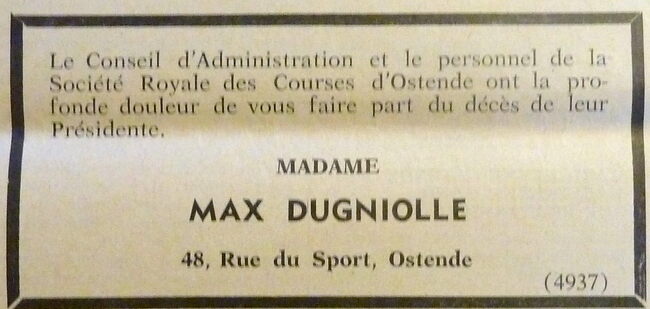 Le Conseil d'Administration et le personnel de la
Société Royale des Courses d'Ostende ont la pro-
fonde douleur de vous faire part du décès de leur
Présidente.
MADAME
MAX DUGNIOLLE
48, Rue du Sport, Ostende
(4937)